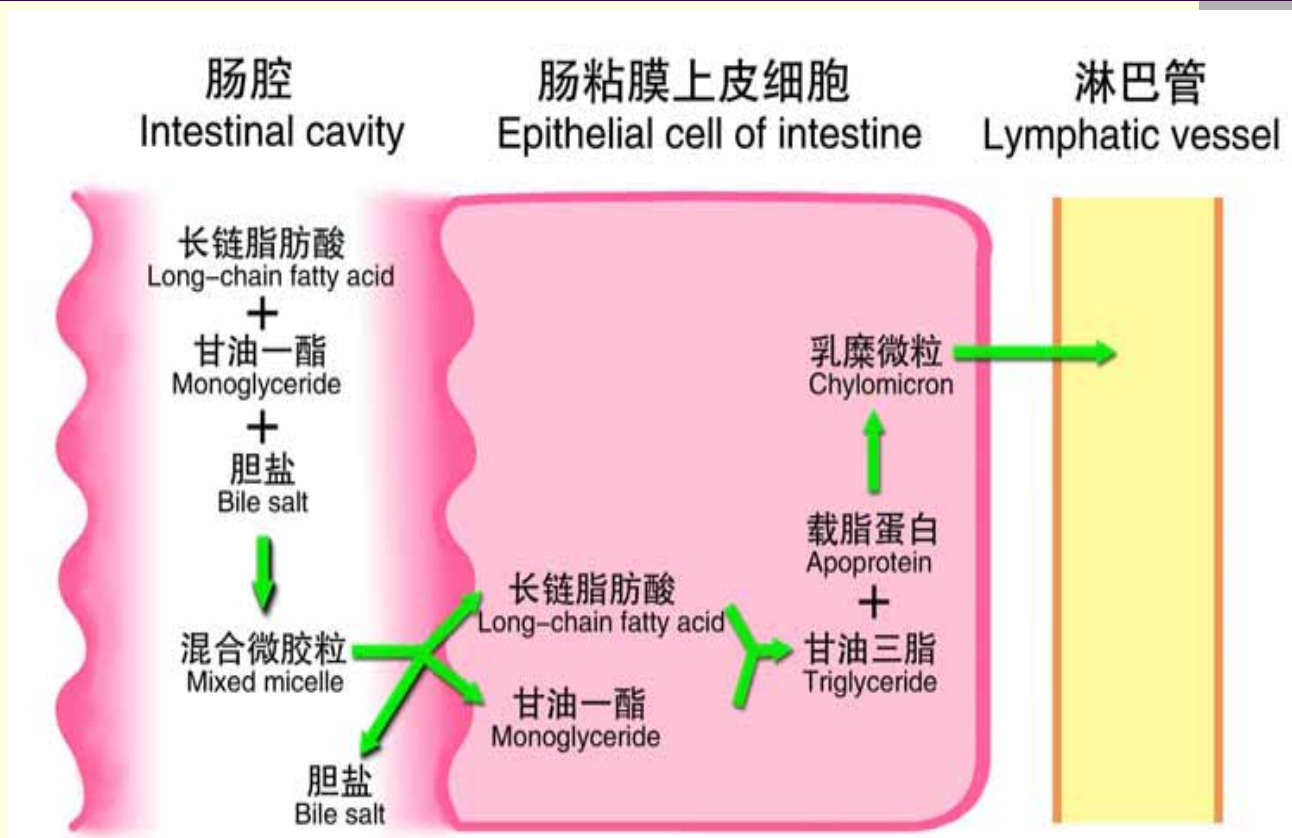 肠腔
Intestinal cavity
肠粘膜上皮细胞
Epithelial cell of intestine
淋巴管
Lymphatic vessel
长链脂肪酸
Long-chain fatty acid
+
甘油一酯
Monoglyceride
+
胆盐
Bile salt
混合微胶粒
Mixed micelle
胆盐
Bile salt
长链脂肪酸
Long-chain fatty acid
甘油一酯
Monoglyceride
乳糜微粒
Chylomicron
载脂蛋白
Apoprotein
+
甘油三脂
Triglyceride